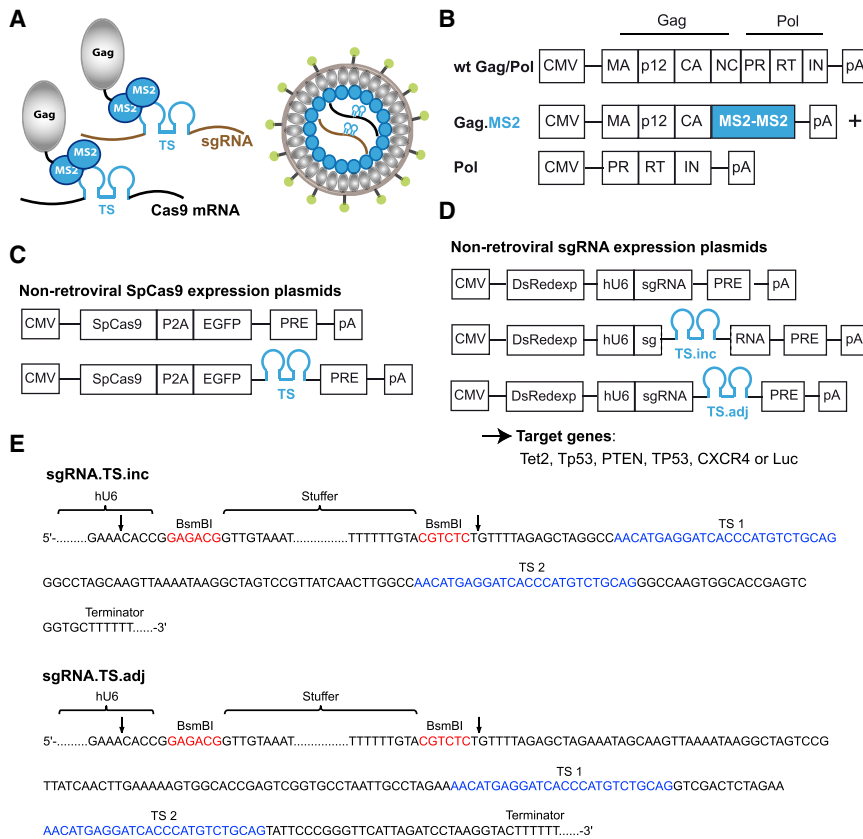 A
Gag
Gag
MS2
MS2
TS
sgRNA
MS2
MS2
TS
Cas9 mRNA
B
Gag Pol
wt Gag/Pol CMV MA p12 CA NC PR RT IN pA
Gag.MS2 CMV MA p12 CA MS2-MS2 pA +
Pol CMV PR RT IN pA
C
Non-retroviral SpCas9 expression plasmids
CMV SpCas9 P2A EGFP PRE pA
CMV SpCas9 P2A EGFP TS PRE pA
D
Non-retroviral sgRNA expression plasmids
CMV DsRedexp hU6 sgRNA PRE pA
CMV DsRedexp hU6 sg TS.inc RNA PRE pA
CMV DsRedexp hU6 sgRNA TS.adj PRE pA
Target genes:
Tet2, Tp53, PTEN, TP53, CXCR4 or Luc
E
sgRNA.TS.inc
hU6 Stuffer
BsmBI BsmBI TS 1
5'-.........GAAACACCGGAGACGGTTGTAAAT...............TTTTTTGTACGTCTCTGTTTTAGAGCTAGGCCAACATGAGGATCACCCATGTCTGCAG
TS 2
GGCCTAGCAAGTTAAAATAAGGCTAGTCCGTTATCAACTTGGCCAACATGAGGATCACCCATGTCTGCAGGGCCAAGTGGCACCGAGTC
Terminator
GGTGCTTTTTT......-3'
sgRNA.TS.adj
hU6 Stuffer
BsmBI BsmBI
5'-.........GAAACACCGGAGACGGTTGTAAAT...............TTTTTTGTACGTCTCTGTTTTAGAGCTAGAAATAGCAAGTTAAAATAAGGCTAGTCCG
TS 1
TTATCAACTTGAAAAAGTGGCACCGAGTCGGTGCCTAATTGCCTAGAAAACATGAGGATCACCCATGTCTGCAGGTCGACTCTAGAA
TS 2 Terminator
AACATGAGGATCACCCATGTCTGCAGTATTCCCGGGTTCATTAGATCCTAAGGTACTTTTTT......-3'